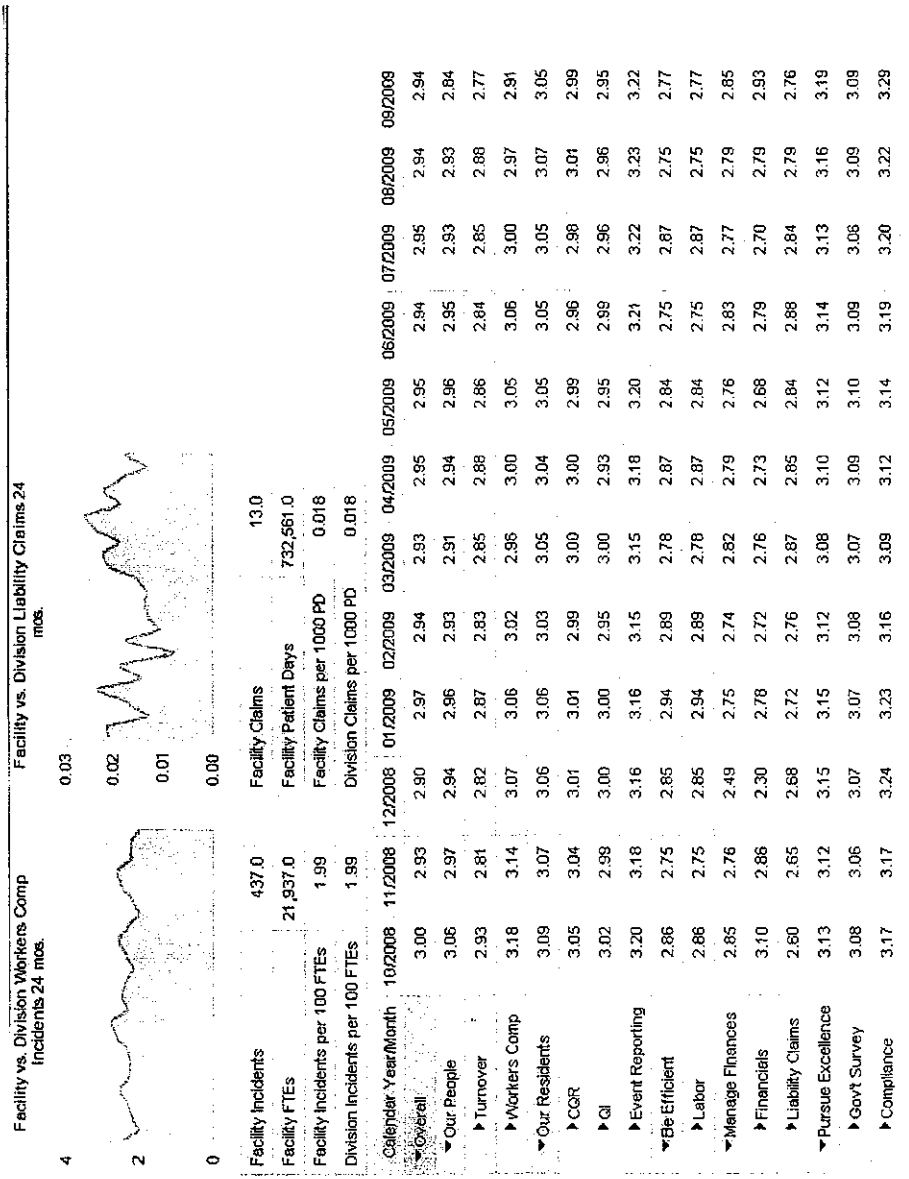 Facility vs. Division Workers Comp
Incidents 24 mos.
4
2
0
Facility vs. Division Liability Claims 24
mos.
0.03
0.02
0.01
0.00
Facility Incidents 437.0
Facility FTEs 21,937.0
Facility Incidents per 100 FTEs 1.99
Division Incidents per 100 FTEs 1.99
Facility Claims 13.0
Facility Patient Days 732,561.0
Facility Claims per 1000 PD 0.018
Division Claims per 1000 PD 0.018
Calendar Year/Month 10/2008 11/2008 12/2008 01/2009 02/2009 03/2009 04/2009 05/2009 06/2009 07/2009 08/2009 09/2009
Overall 3.00 2.93 2.90 2.97 2.94 2.93 2.95 2.95 2.94 2.95 2.94 2.94
Our People 3.06 2.97 2.94 2.96 2.93 2.91 2.94 2.96 2.95 2.93 2.93 2.84
Turnover 2.93 2.81 2.82 2.87 2.83 2.85 2.88 2.86 2.84 2.85 2.88 2.77
Workers Comp 3.18 3.14 3.07 3.06 3.02 2.96 3.00 3.05 3.06 3.00 2.97 2.91
Our Residents 3.09 3.07 3.06 3.06 3.03 3.05 3.04 3.05 3.05 3.05 3.07 3.05
CQR 3.05 3.04 3.01 3.01 2.99 3.00 3.00 2.99 2.96 2.98 3.01 2.99
QI 3.02 2.99 3.00 3.00 2.95 3.00 2.93 2.95 2.99 2.96 2.96 2.95
Event Reporting 3.20 3.18 3.16 3.16 3.15 3.15 3.18 3.20 3.21 3.22 3.23 3.22
Be Efficient 2.86 2.75 2.85 2.94 2.89 2.78 2.87 2.84 2.75 2.87 2.75 2.77
Labor 2.86 2.75 2.85 2.94 2.89 2.78 2.87 2.84 2.75 2.87 2.75 2.77
Manage Finances 2.85 2.76 2.49 2.75 2.74 2.82 2.79 2.76 2.83 2.77 2.79 2.85
Financials 3.10 2.86 2.30 2.78 2.72 2.76 2.73 2.68 2.79 2.70 2.79 2.93
Liability Claims 2.60 2.65 2.68 2.72 2.76 2.87 2.85 2.84 2.88 2.84 2.79 2.76
Pursue Excellence 3.13 3.12 3.15 3.15 3.12 3.08 3.10 3.12 3.14 3.13 3.16 3.19
Gov't Survey 3.08 3.06 3.07 3.07 3.08 3.07 3.09 3.10 3.09 3.08 3.09 3.09
Compliance 3.17 3.17 3.24 3.23 3.16 3.09 3.12 3.14 3.19 3.20 3.22 3.29